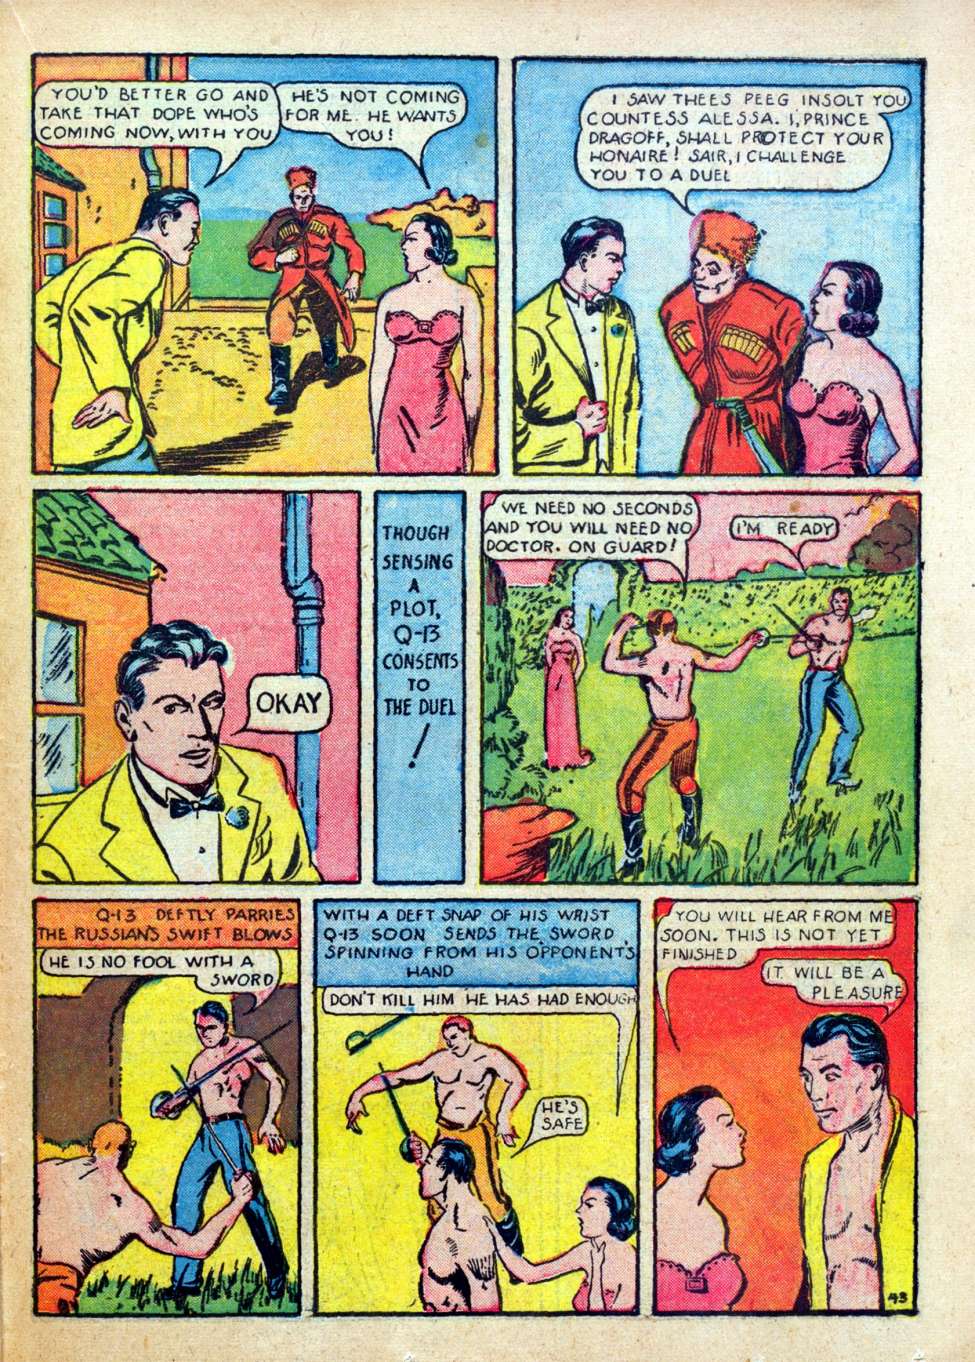 YOU'D BETTER GO AND
TAKE THAT DOPE WHO'S
COMING NOW, WITH YOU
HE'S NOT COMING
FOR ME. HE WANTS
YOU!
I SAW THEES PEEG INSOLT YOU
COUNTESS ALESSA. I, PRINCE
DRAGOFF, SHALL PROTECT YOUR
HONAIRE! SAIR, I CHALLENGE
YOU TO A DUEL
OKAY
THOUGH
SENSING
A
PLOT,
Q-13
CONSENTS
TO
THE DUEL
!
WE NEED NO SECONDS
AND YOU WILL NEED NO
DOCTOR. ON GUARD!
I'M READY
Q-13 DEFTLY PARRIES
THE RUSSIAN'S SWIFT BLOWS
HE IS NO FOOL WITH A
SWORD
WITH A DEFT SNAP OF HIS WRIST
Q-13 SOON SENDS THE SWORD
SPINNING FROM HIS OPPONENT'S
HAND
DON'T KILL HIM HE HAS HAD ENOUGH
HE'S
SAFE
YOU WILL HEAR FROM ME
SOON. THIS IS NOT YET
FINISHED
IT WILL BE A
PLEASURE
43